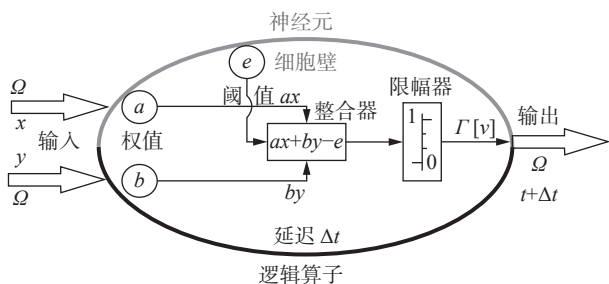 神经元
e
细胞壁
Ω
x
输入
y
Ω
a
权值
b
阈 值 ax
整合器
ax+by−e
by
限幅器
1
0
Γ [v]
输出
Ω
t+Δt
延迟 Δt
逻辑算子